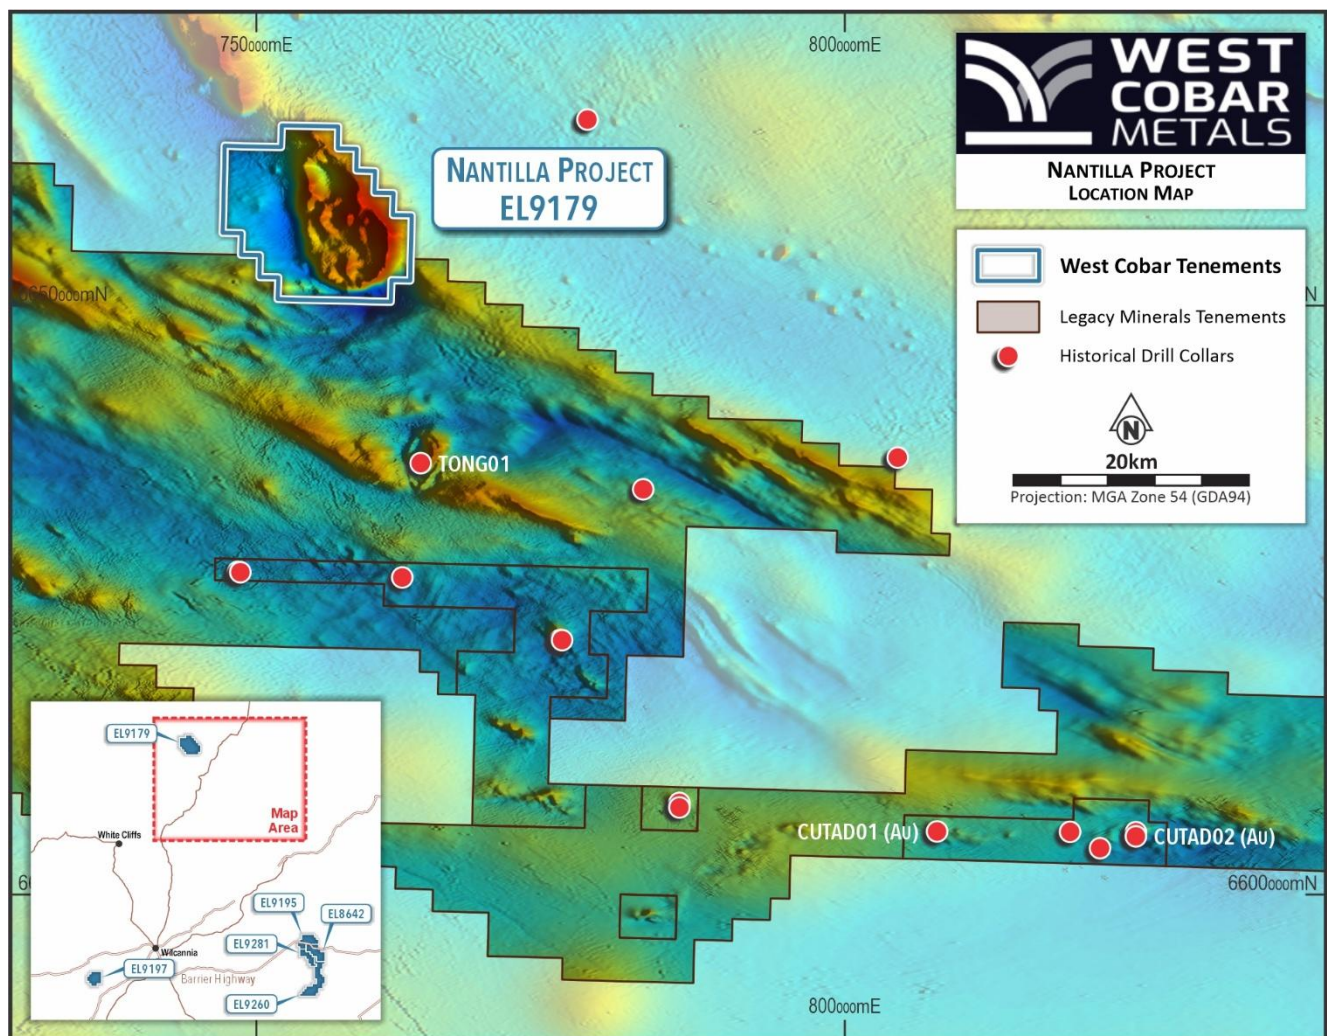 750000mE
800000mE
WEST
COBAR
METALS
NANTILLA PROJECT
LOCATION MAP
NANTILLA PROJECT
EL9179
West Cobar Tenements
Legacy Minerals Tenements
Historical Drill Collars
N
20km
Projection: MGA Zone 54 (GDA94)
6650000mN
N
TONG01
CUTAD01 (AU)
CUTAD02 (AU)
6600000mN
800000mE
EL9179
Map
Area
White Cliffs
EL9195
EL8642
EL9281
Wilcannia
EL9197
Barrier Highway
EL9260